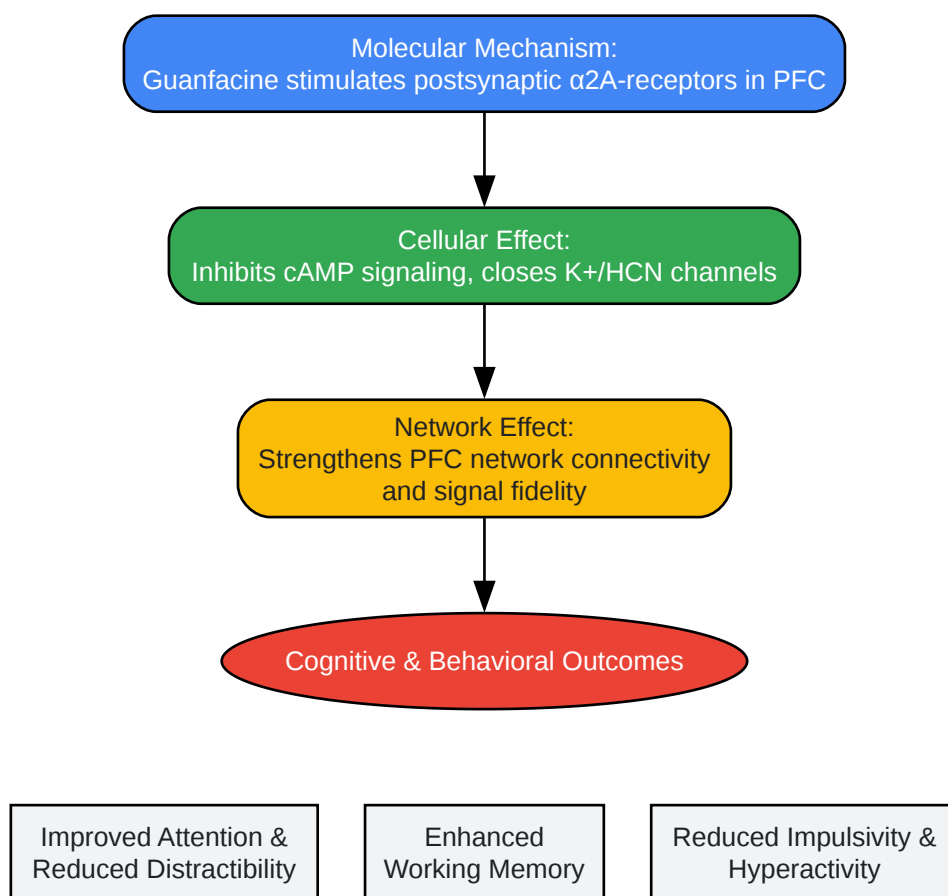 Molecular Mechanism:
Guanfacine stimulates postsynaptic α2A-receptors in PFC
Cellular Effect:
Inhibits cAMP signaling, closes K+/HCN channels
Network Effect:
Strengthens PFC network connectivity
and signal fidelity
Cognitive & Behavioral Outcomes
Improved Attention &
Reduced Distractibility
Enhanced
Working Memory
Reduced Impulsivity &
Hyperactivity